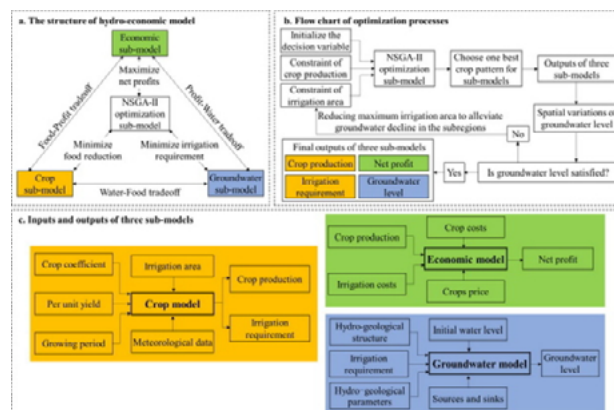 a. The structure of hydro-economic model
Economic
sub-model
Maximize
net profits
Food-Profit tradeoff
Profit-Water tradeoff
NSGA-II
optimization
sub-model
Minimize
food reduction
Minimize irrigation
requirement
Crop
sub-model
Groundwater
sub-model
Water-Food tradeoff
b. Flow chart of optimization processes
Initialize the
decision variable
Constraint of
crop production
Constraint of
irrigation area
NSGA-II
optimization
sub-model
Choose one best
crop pattern for
sub-models
Outputs of three
sub-models
Spatial variations of
groundwater level
Reducing maximum irrigation area to alleviate
groundwater decline in the subregions
No
Is groundwater level satisfied?
Yes
Final outputs of three sub-models
Crop production
Net profit
Irrigation
requirement
Groundwater
level
c. Inputs and outputs of three sub-models
Crop coefficient
Per unit yield
Growing period
Irrigation area
Crop model
Meteorological data
Crop production
Irrigation
requirement
Crop production
Irrigation costs
Crop costs
Economic model
Crops price
Net profit
Hydro-geological
structure
Irrigation
requirement
Hydro-geological
parameters
Initial water level
Groundwater model
Sources and sinks
Groundwater
level